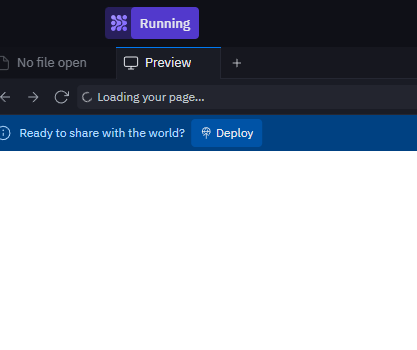 Running
No file open
Preview
Loading your page...
Ready to share with the world? Deploy